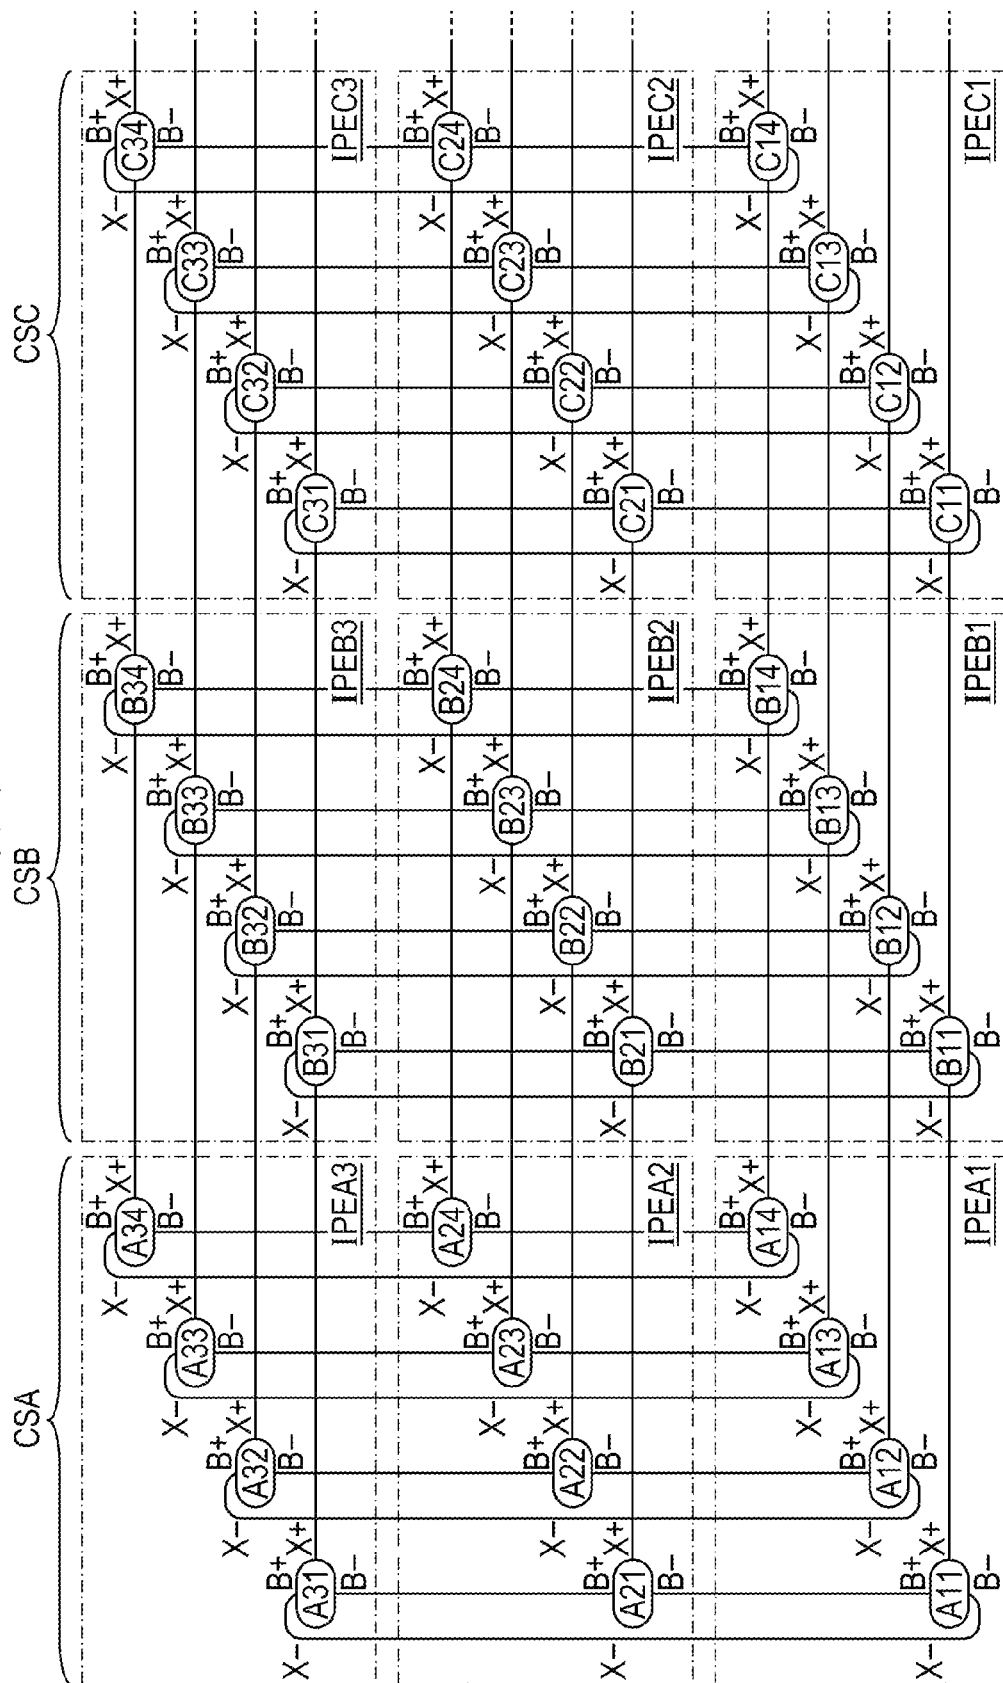 CSA CSB CSC
B+ B+ B+
X− A34 X+ X− B34 X+ X− C34 X+
B− B− B−
B+ B+ B+
X− A33 X+ X− B33 X+ X− C33 X+
B− B− B−
B+ B+ B+
X− A32 X+ X− B32 X+ X− C32 X+
B− B− B−
B+ B+ B+
X− A31 X+ X− B31 X+ X− C31 X+
B− B− B−
IPEA3 IPEB3 IPEC3
B+ B+ B+
X− A24 X+ X− B24 X+ X− C24 X+
B− B− B−
B+ B+ B+
X− A23 X+ X− B23 X+ X− C23 X+
B− B− B−
B+ B+ B+
X− A22 X+ X− B22 X+ X− C22 X+
B− B− B−
B+ B+ B+
X− A21 X+ X− B21 X+ X− C21 X+
B− B− B−
IPEA2 IPEB2 IPEC2
B+ B+ B+
X− A14 X+ X− B14 X+ X− C14 X+
B− B− B−
B+ B+ B+
X− A13 X+ X− B13 X+ X− C13 X+
B− B− B−
B+ B+ B+
X− A12 X+ X− B12 X+ X− C12 X+
B− B− B−
B+ B+ B+
X− A11 X+ X− B11 X+ X− C11 X+
B− B− B−
IPEA1 IPEB1 IPEC1